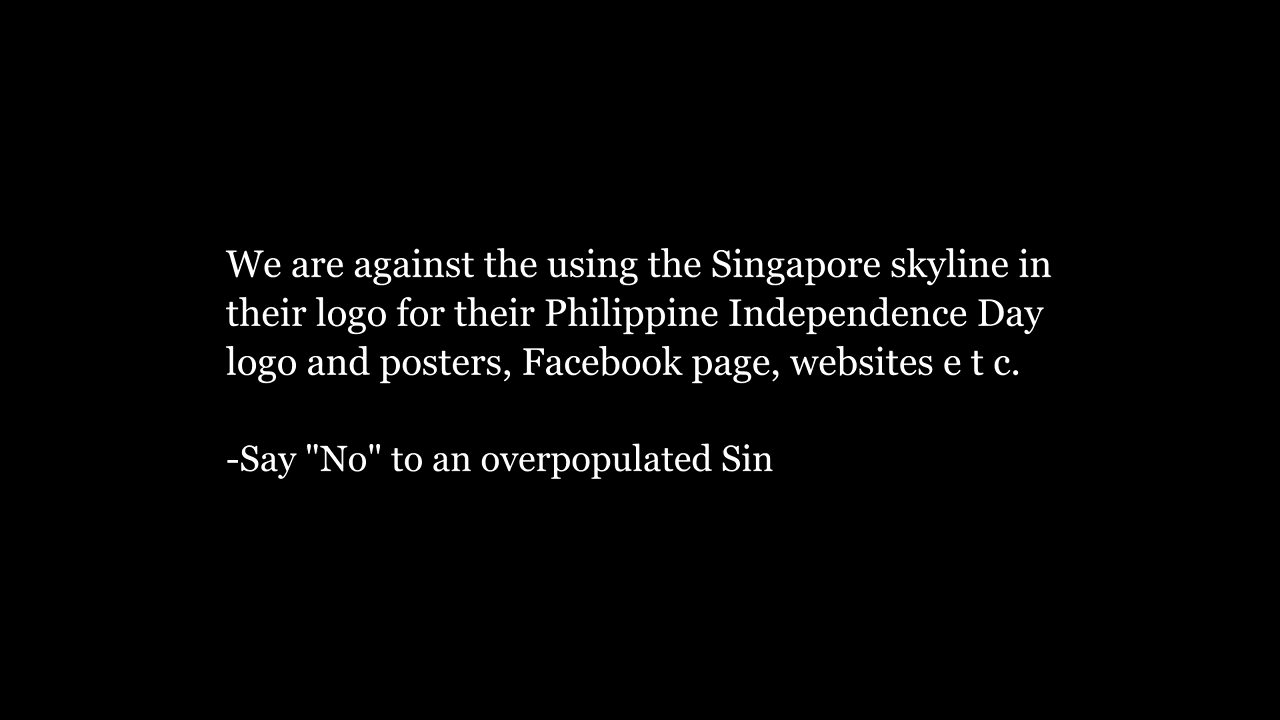 We are against the using the Singapore skyline in
their logo for their Philippine Independence Day
logo and posters, Facebook page, websites e t c.
-Say "No" to an overpopulated Sin